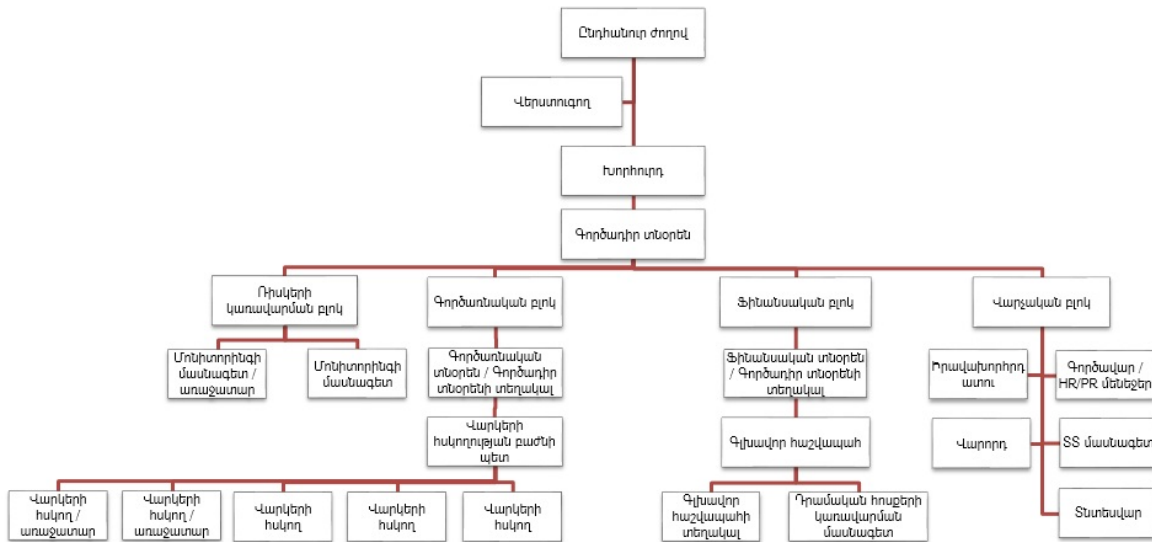 Ընդհանուր ժողով
Վերստուգող
Խորհուրդ
Գործադիր տնօրեն
Ռիսկերի
կառավարման բլոկ
Գործառնական բլոկ
Ֆինանսական բլոկ
Վարչական բլոկ
Մոնիտորինգի
մասնագետ /
առաջատար
Մոնիտորինգի
մասնագետ
Գործառնական
տնօրեն / Գործադիր
տնօրենի տեղակալ
Ֆինանսական տնօրեն
/ Գործադիր տնօրենի
տեղակալ
Իրավախորհրդ
ատու
Գործավար /
HR/PR մենեջեր
Վարկերի
հսկողության բաժնի
պետ
Գլխավոր հաշվապահ
Վարորդ
ՏՏ մասնագետ
Վարկերի
հսկող /
առաջատար
Վարկերի
հսկող /
առաջատար
Վարկերի
հսկող
Վարկերի
հսկող
Վարկերի
հսկող
Գլխավոր
հաշվապահի
տեղակալ
Դրամական հոսքերի
կառավարման
մասնագետ
Տնտեսվար